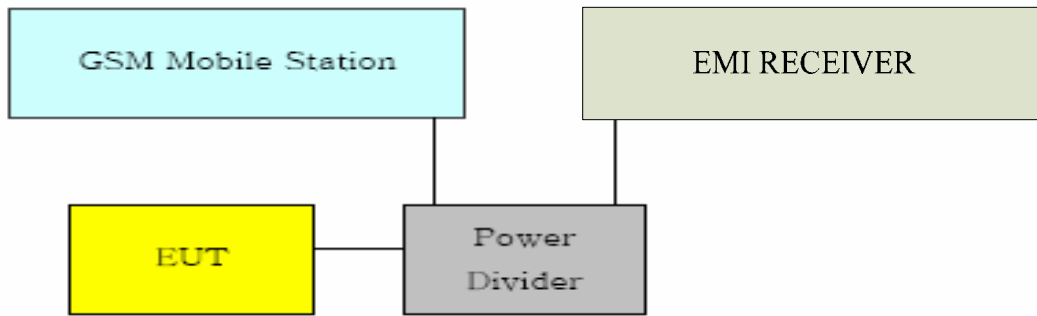 GSM Mobile Station
EMI RECEIVER
EUT
Power
Divider